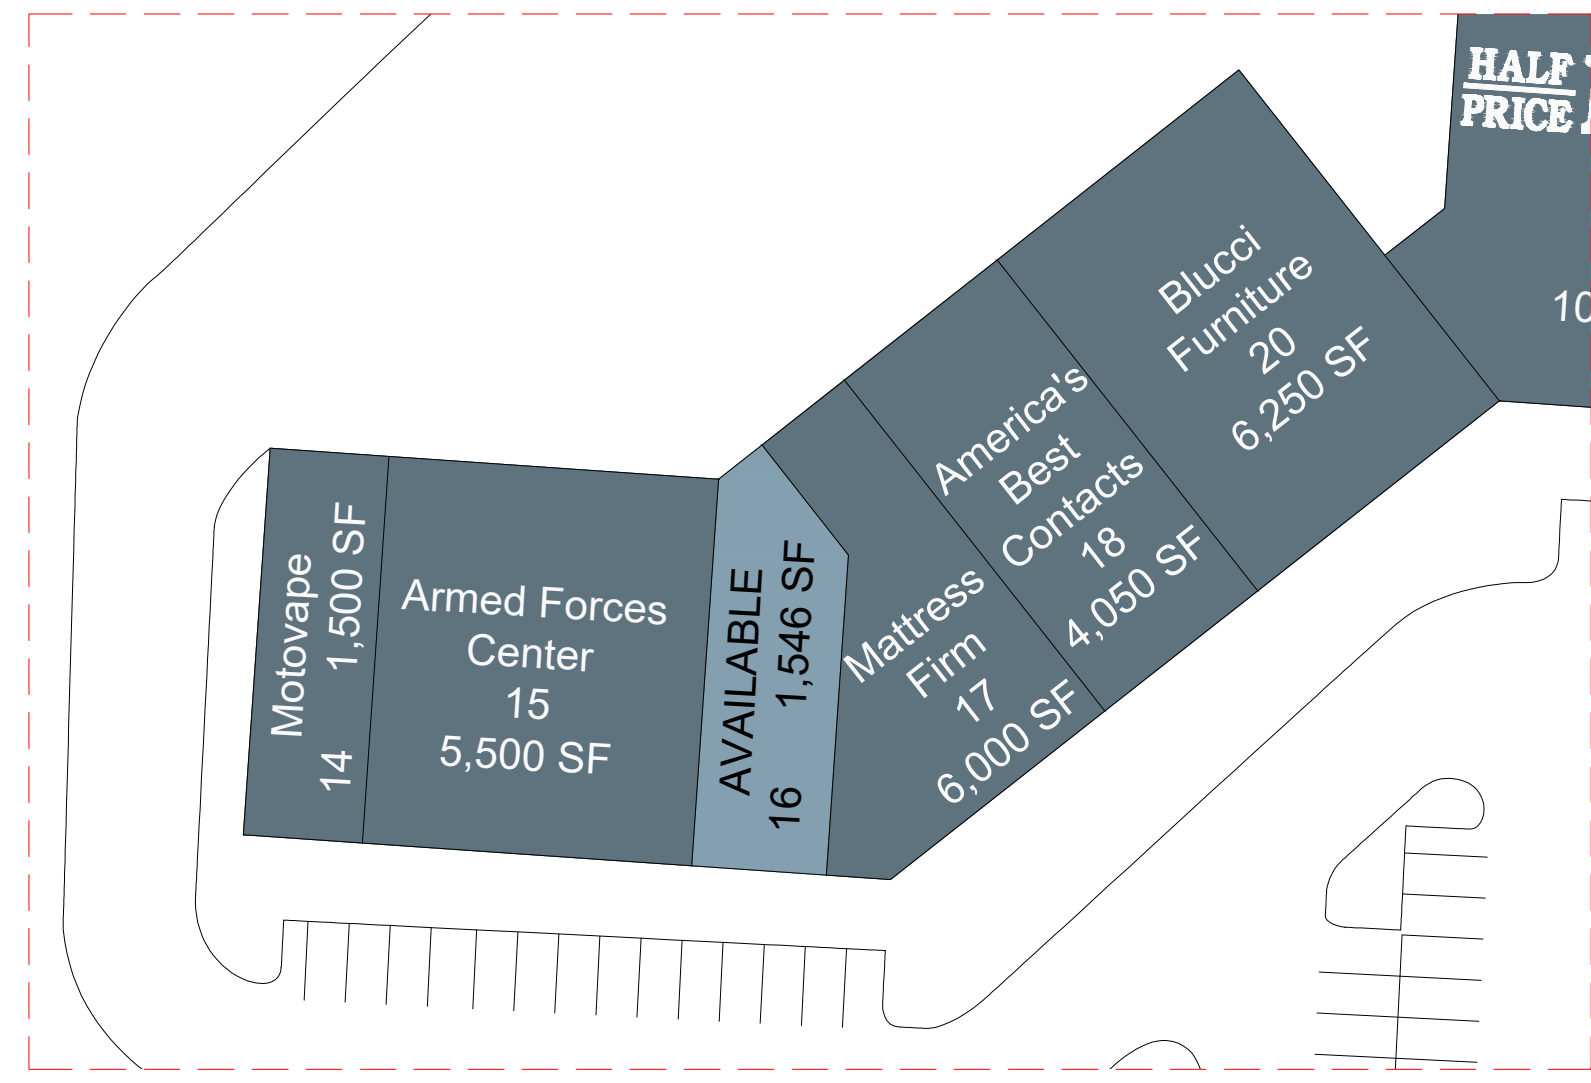 HALF
PRICE
10
Blucci
Furniture
20
6,250 SF
America's
Best
Contacts
18
4,050 SF
Mattress
Firm
17
6,000 SF
AVAILABLE
16 1,546 SF
Armed Forces
Center
15
5,500 SF
Motovape
14 1,500 SF